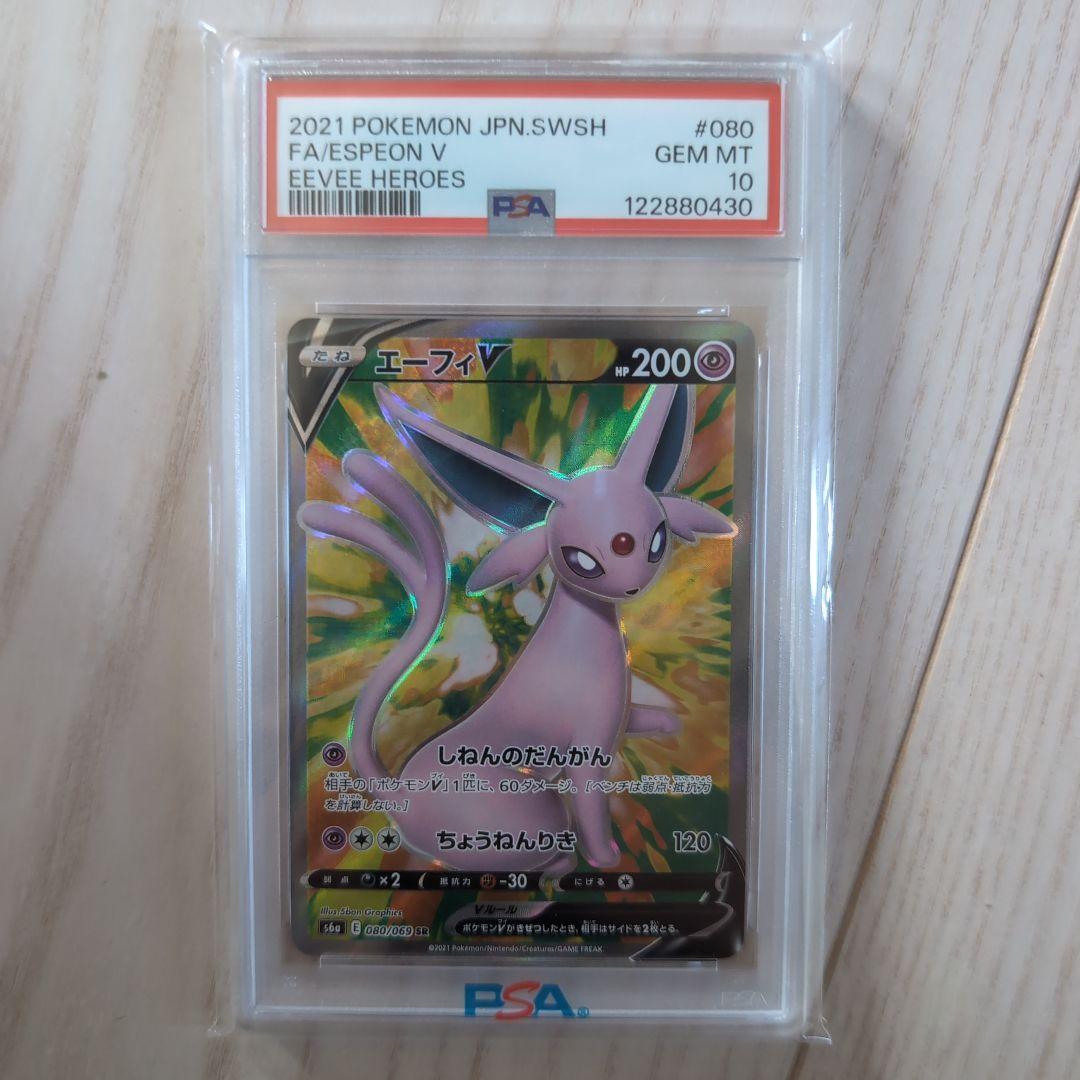 2021 POKEMON JPN.SWSH #080
FA/ESPEON V GEM MT
EEVEE HEROES 10
PSA 122880430
たね エーフィV HP 200
しねんのだんがん
相手の「ポケモンV」1匹に、60ダメージ。[ベンチは弱点・抵抗力
を計算しない。]
ちょうねんりき 120
弱点 ×2 抵抗力 -30 にげる
Illus. 5ban Graphics
Vルール
s6a E 080/069 SR ポケモンVがきぜつしたとき、相手はサイドを2枚とる。
©2021 Pokémon/Nintendo/Creatures/GAME FREAK.
PSA®
PSA